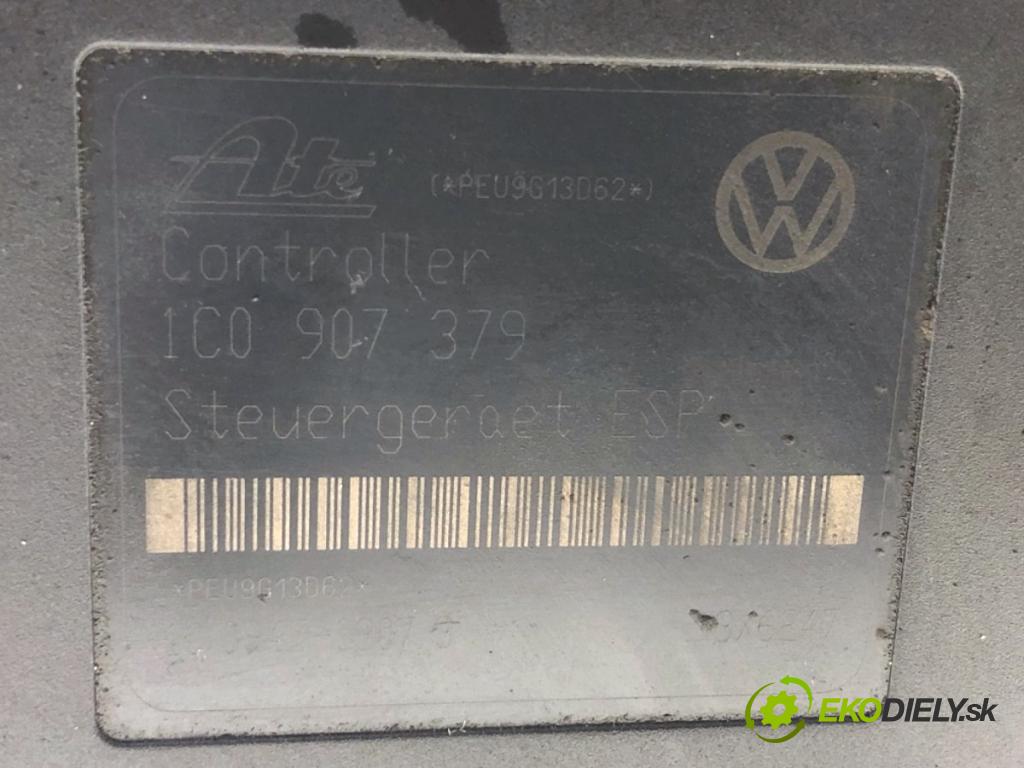 Ate (*PEU9G13D62*)
Controller
1C0 907 379
Steuergeraet ESP
*PEU9G13D62*
EKODIELY.sk